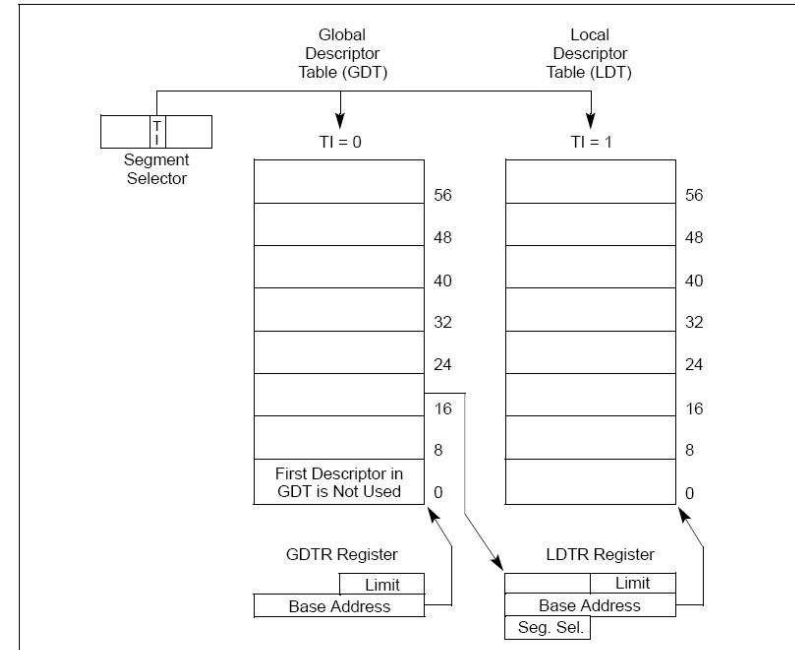 Global
Descriptor
Table (GDT)
Local
Descriptor
Table (LDT)
T
I
Segment
Selector
TI = 0
TI = 1
56
48
40
32
24
16
8
0
First Descriptor in
GDT is Not Used
56
48
40
32
24
16
8
0
GDTR Register
Limit
Base Address
LDTR Register
Limit
Base Address
Seg. Sel.